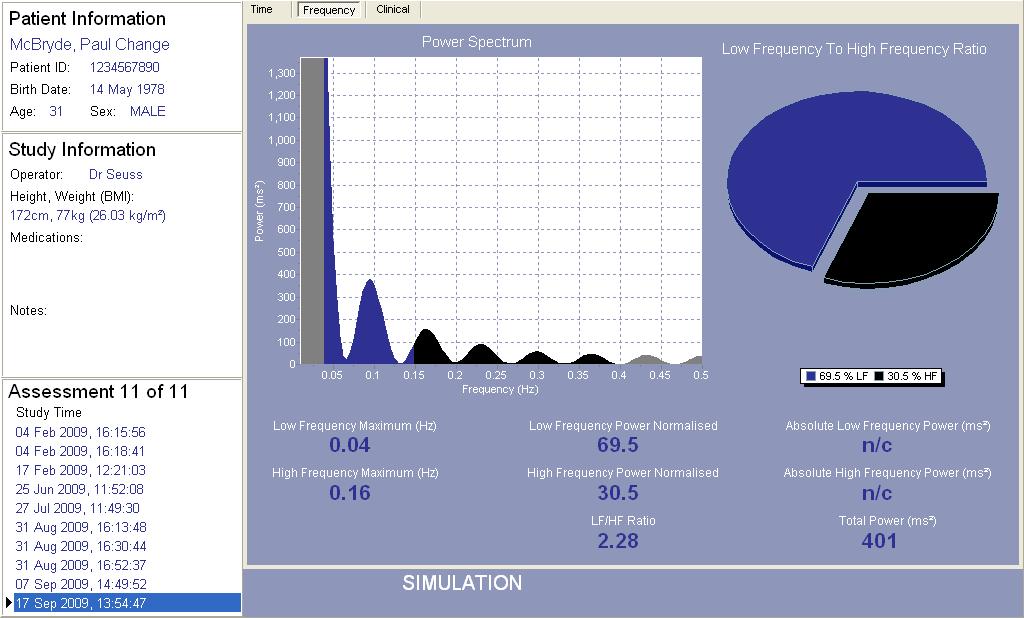 Patient Information
McBryde, Paul Change
Patient ID: 1234567890
Birth Date: 14 May 1978
Age: 31 Sex: MALE
Study Information
Operator: Dr Seuss
Height, Weight (BMI):
172cm, 77kg (26.03 kg/m²)
Medications:
Notes:
Assessment 11 of 11
Study Time
04 Feb 2009, 16:15:56
04 Feb 2009, 16:18:41
17 Feb 2009, 12:21:03
25 Jun 2009, 11:52:08
27 Jul 2009, 11:49:30
31 Aug 2009, 16:13:48
31 Aug 2009, 16:30:44
31 Aug 2009, 16:52:37
07 Sep 2009, 14:49:52
17 Sep 2009, 13:54:47
Time Frequency Clinical
Power Spectrum
Power (ms²)
1,300
1,200
1,100
1,000
900
800
700
600
500
400
300
200
100
0
0.05 0.1 0.15 0.2 0.25 0.3 0.35 0.4 0.45 0.5
Frequency (Hz)
Low Frequency To High Frequency Ratio
69.5 % LF 30.5 % HF
Low Frequency Maximum (Hz) Low Frequency Power Normalised Absolute Low Frequency Power (ms²)
0.04 69.5 n/c
High Frequency Maximum (Hz) High Frequency Power Normalised Absolute High Frequency Power (ms²)
0.16 30.5 n/c
LF/HF Ratio Total Power (ms²)
2.28 401
SIMULATION